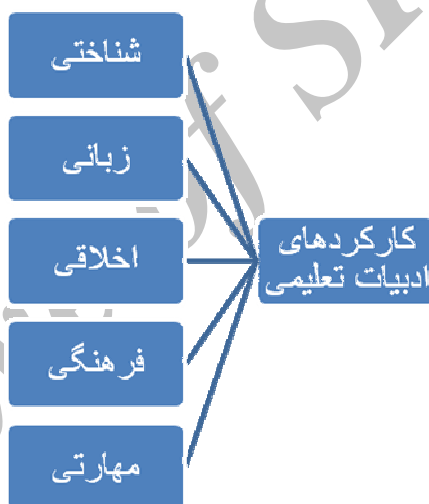 کارکردهای
ادبیات تعلیمی
شناختی
زبانی
اخلاقی
فرهنگی
مهارتی